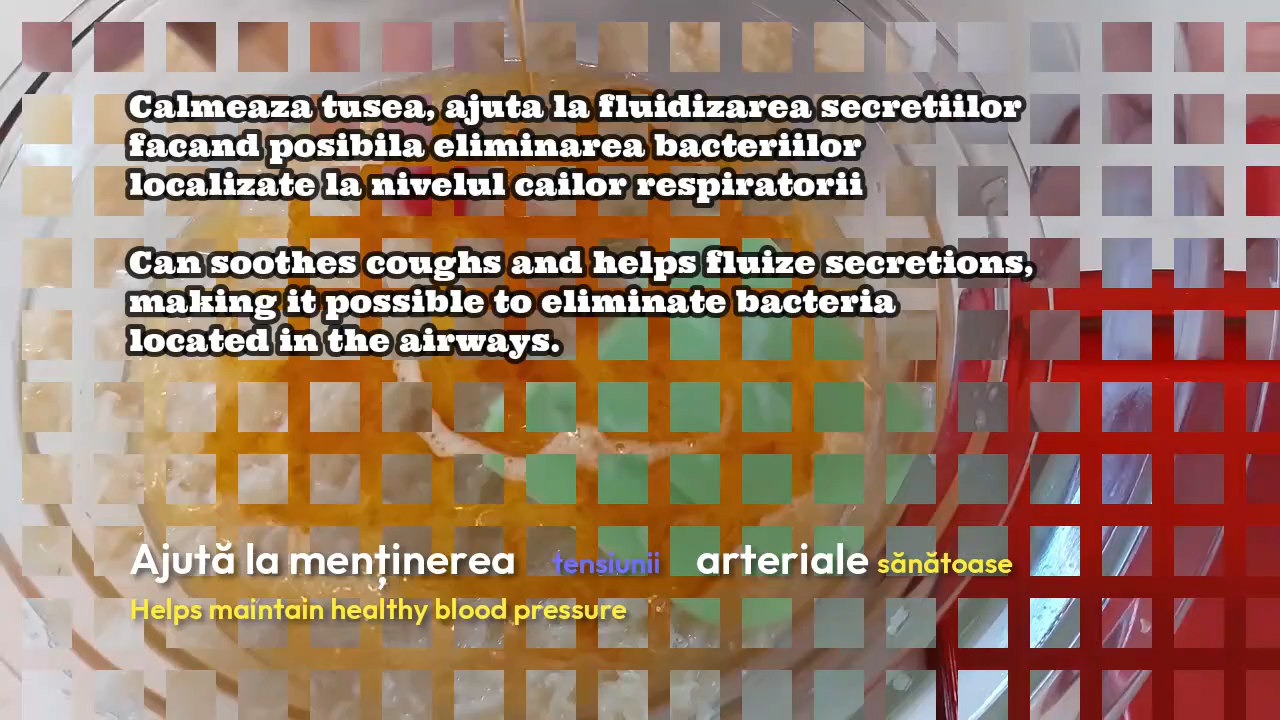 Calmeaza tusea, ajuta la fluidizarea secretiilor
facand posibila eliminarea bacteriilor
localizate la nivelul cailor respiratorii
Can soothes coughs and helps fluize secretions,
making it possible to eliminate bacteria
located in the airways.
Ajută la menținerea tensiunii arteriale sănătoase
Helps maintain healthy blood pressure